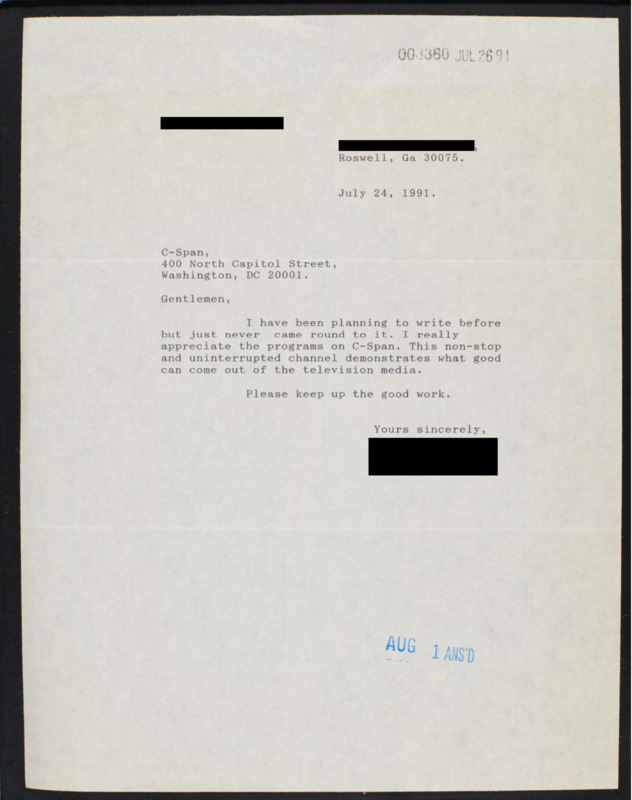 JUL 26 91
Roswell, Ga 30075.
July 24, 1991.
C-Span,
400 North Capitol Street,
Washington, DC 20001.
Gentlemen,
I have been planning to write before
but just never came round to it. I really
appreciate the programs on C-Span. This non-stop
and uninterrupted channel demonstrates what good
can come out of the television media.
Please keep up the good work.
Yours sincerely,
AUG 1 ANS'D